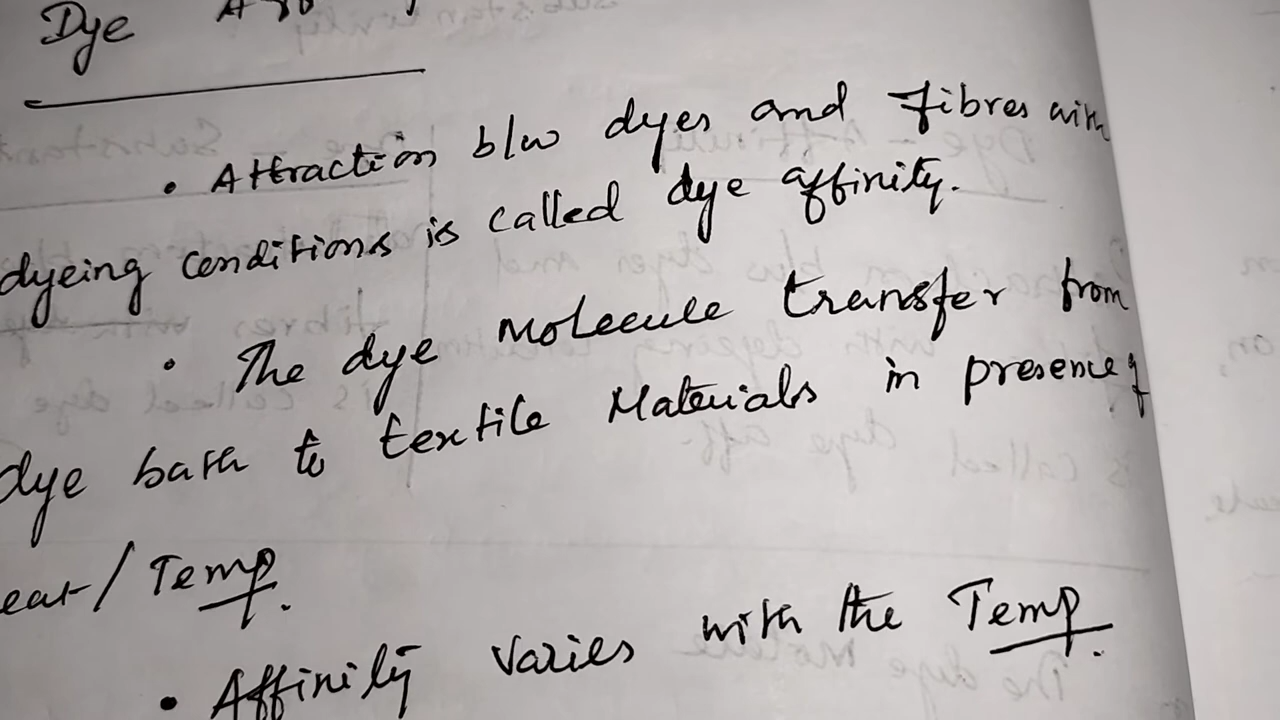 Dye
• Attraction b/w dyes and fibres with
dyeing conditions is called dye affinity.
• The dye molecule transfer from
dye bath to textile Materials in presence of
eat/Temp.
• Affinity varies with the Temp.